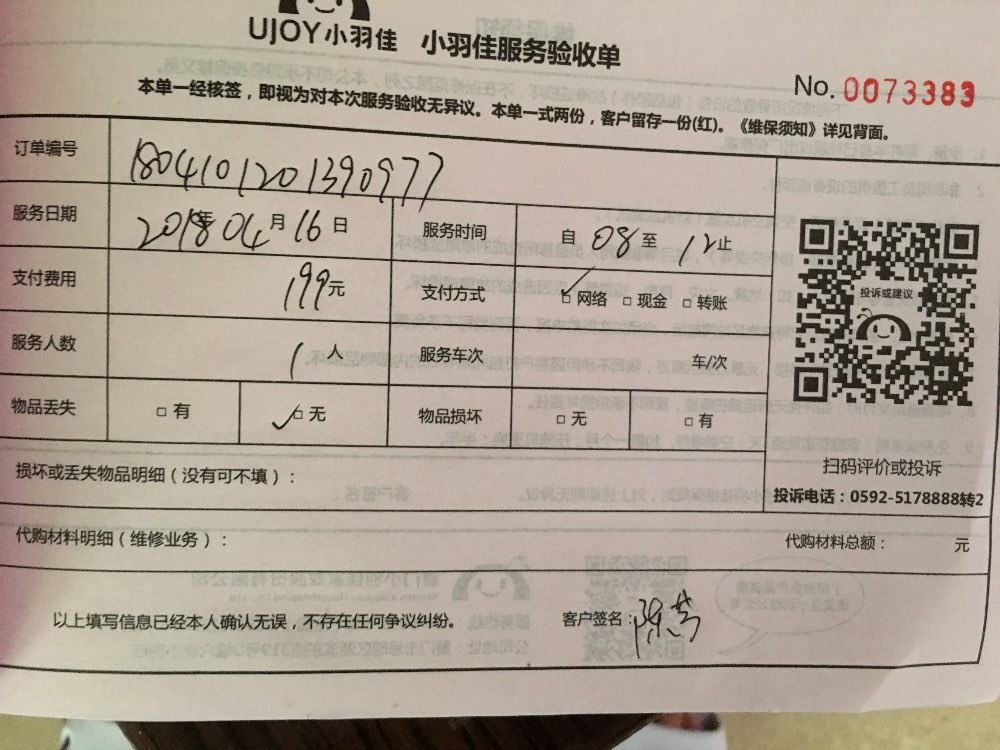 UJOY小羽佳 小羽佳服务验收单
No. 0073383
本单一经核签，即视为对本次服务验收无异议。本单一式两份，客户留存一份(红)。《维保须知》详见背面。
订单编号 180410120139097​7
服务日期 2018年04月16日 服务时间 自08至12止
支付费用 199元 支付方式 网络 现金 转账
投诉或建议
服务人数 1人 服务车次 车/次
物品丢失 有 无 物品损坏 无 有
扫码评价或投诉
损坏或丢失物品明细（没有可不填）：
投诉电话：0592-5178888转2
代购材料明细（维修业务）： 代购材料总额： 元
以上填写信息已经本人确认无误，不存在任何争议纠纷。 客户签名：